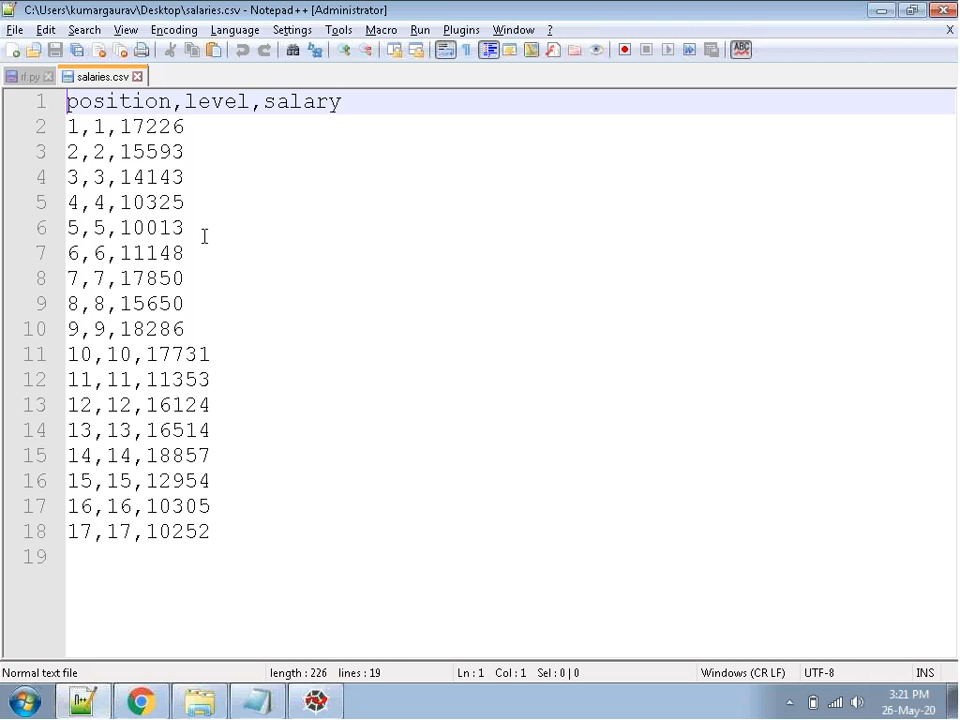 C:\Users\kumargaurav\Desktop\salaries.csv - Notepad++ [Administrator]
File Edit Search View Encoding Language Settings Tools Macro Run Plugins Window ? X
rf.py salaries.csv
1 position,level,salary
2 1,1,17226
3 2,2,15593
4 3,3,14143
5 4,4,10325
6 5,5,10013
7 6,6,11148
8 7,7,17850
9 8,8,15650
10 9,9,18286
11 10,10,17731
12 11,11,11353
13 12,12,16124
14 13,13,16514
15 14,14,18857
16 15,15,12954
17 16,16,10305
18 17,17,10252
19
Normal text file length : 226 lines : 19 Ln : 1 Col : 1 Sel : 0 | 0 Windows (CR LF) UTF-8 INS
3:21 PM
26-May-20